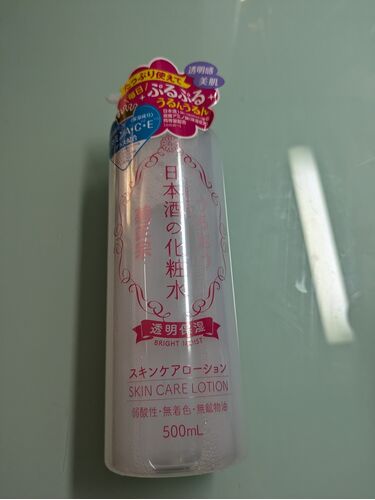 たっぷり使えて
毎日
ぷるぷる
うるんうるん
透明感
美肌
A・C・E
日本酒の化粧水
透明保湿
BRIGHT MOIST
スキンケアローション
SKIN CARE LOTION
弱酸性・無着色・無鉱物油
500mL